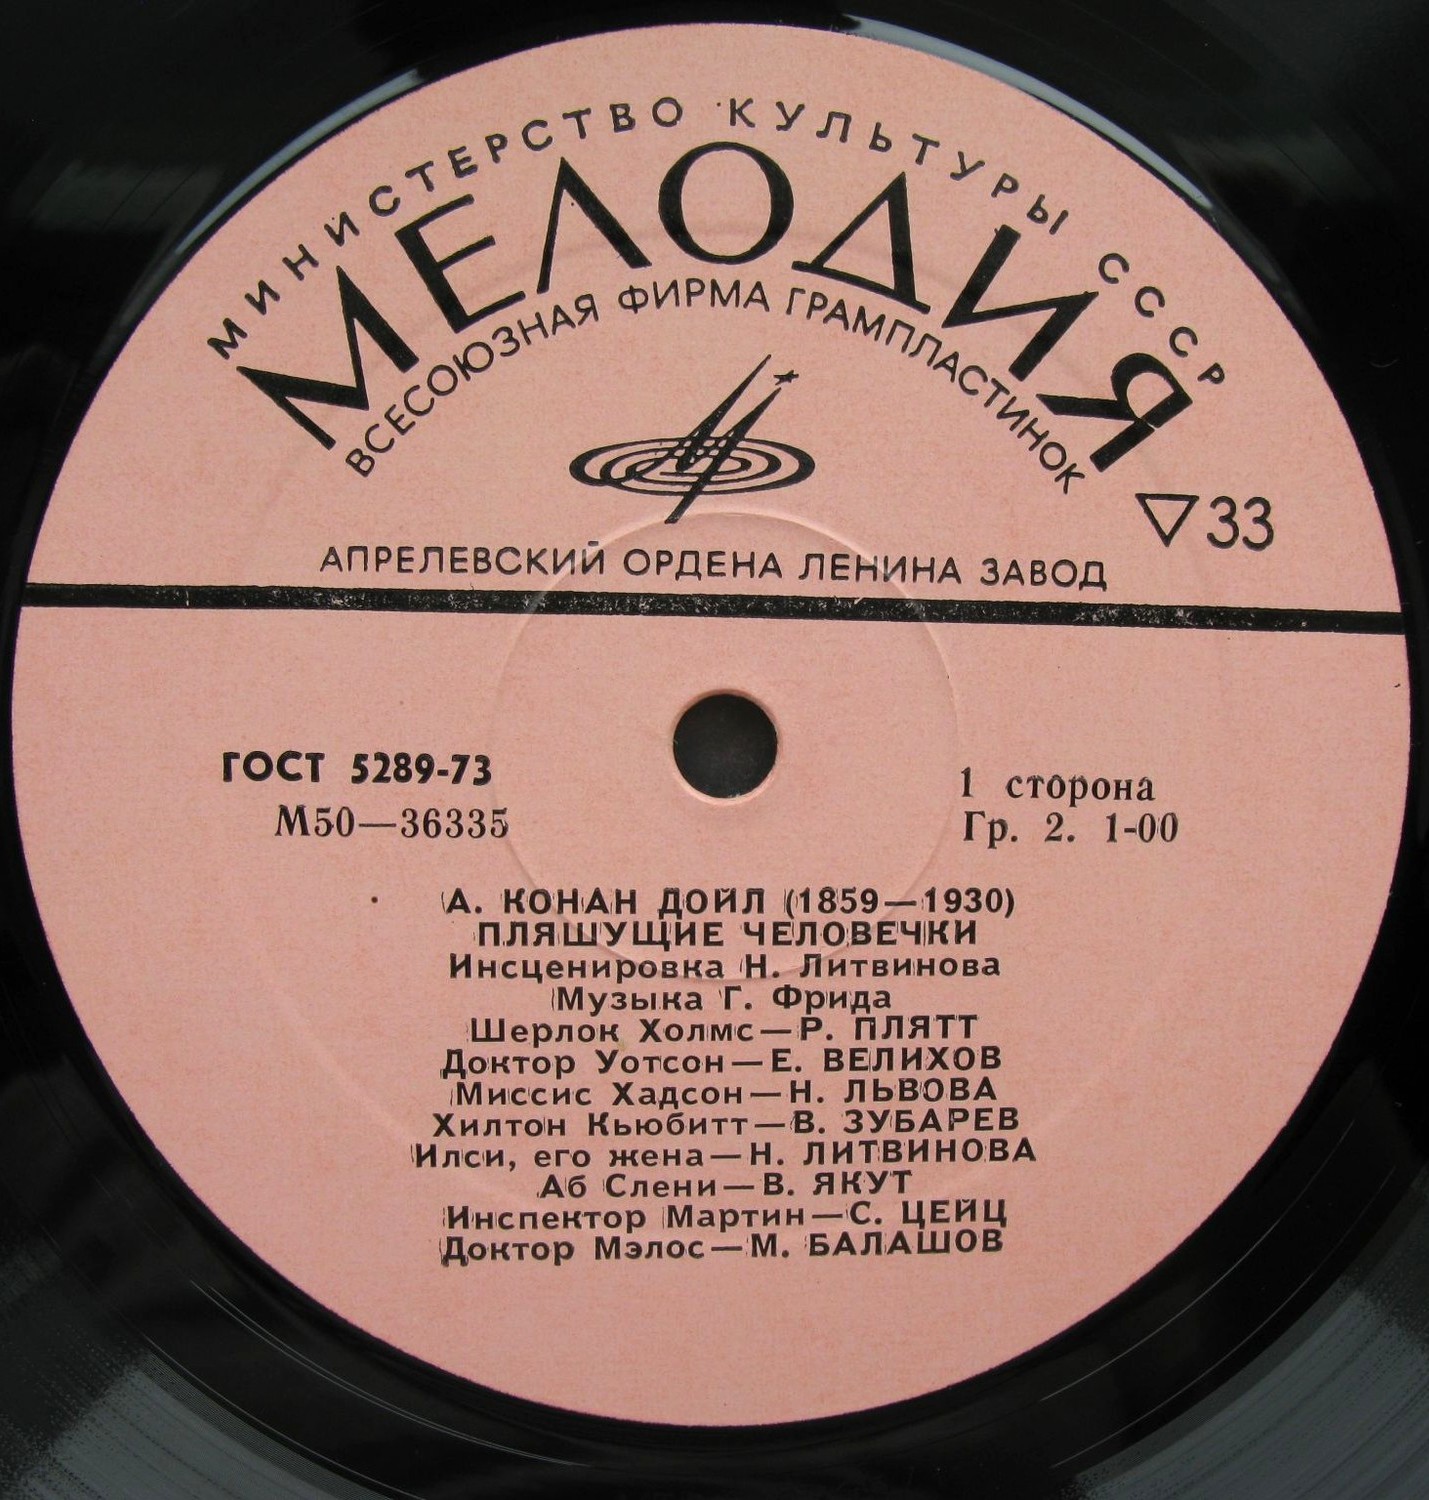 МИНИСТЕРСТВО КУЛЬТУРЫ СССР
МЕЛОДИЯ
ВСЕСОЮЗНАЯ ФИРМА ГРАМПЛАСТИНОК
33
АПРЕЛЕВСКИЙ ОРДЕНА ЛЕНИНА ЗАВОД
ГОСТ 5289-73
М50—36335
1 сторона
Гр. 2. 1-00
А. КОНАН ДОЙЛ (1859—1930)
ПЛЯШУЩИЕ ЧЕЛОВЕЧКИ
Инсценировка Н. Литвинова
Музыка Г. Фрида
Шерлок Холмс—Р. ПЛЯТТ
Доктор Уотсон—Е. ВЕЛИХОВ
Миссис Хадсон—Н. ЛЬВОВА
Хилтон Кьюбитт—В. ЗУБАРЕВ
Илси, его жена—Н. ЛИТВИНОВА
Аб Слени—В. ЯКУТ
Инспектор Мартин—С. ЦЕЙЦ
Доктор Мэлос—М. БАЛАШОВ